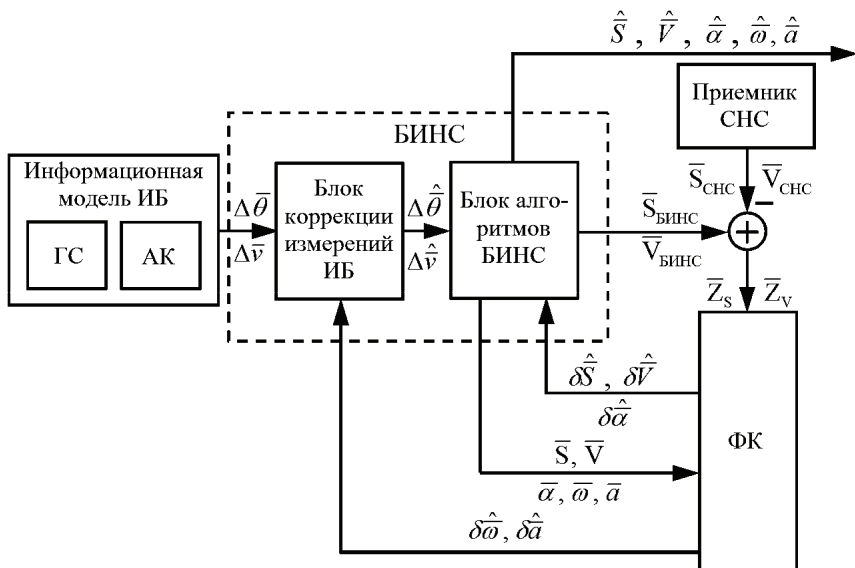 Ŝ̄ , V̂̄ , α̂̄ , ω̂̄, â̄
Приемник
СНС
БИНС
Информационная
модель ИБ
ГС
АК
Δθ̄
Δv̄
Блок
коррекции
измерений
ИБ
Δθ̂̄
Δv̂̄
Блок алго-
ритмов
БИНС
S̄СНС
V̄СНС
S̄БИНС
V̄БИНС
−
+
Z̄S
Z̄V
δŜ̄ , δV̂̄
δα̂̄
ФК
S̄, V̄
ᾱ, ω̄, ā
δω̂̄, δâ̄